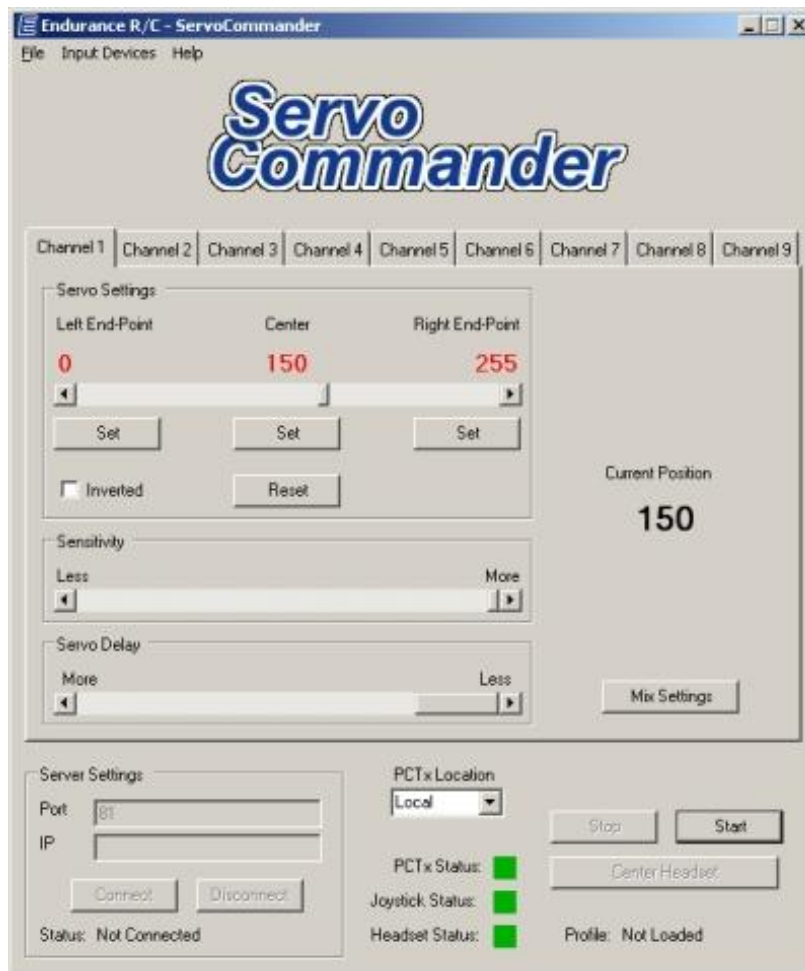 Endurance R/C - ServoCommander
File Input Devices Help
Servo
Commander
Channel 1 Channel 2 Channel 3 Channel 4 Channel 5 Channel 6 Channel 7 Channel 8 Channel 9
Servo Settings
Left End-Point Center Right End-Point
0 150 255
Set Set Set
Inverted Reset
Current Position
150
Sensitivity
Less More
Servo Delay
More Less
Mix Settings
Server Settings
Port 81
IP
Connect Disconnect
Status: Not Connected
PCTx Location
Local
PCTx Status:
Joystick Status:
Headset Status:
Stop Start
Center Headset
Profile: Not Loaded